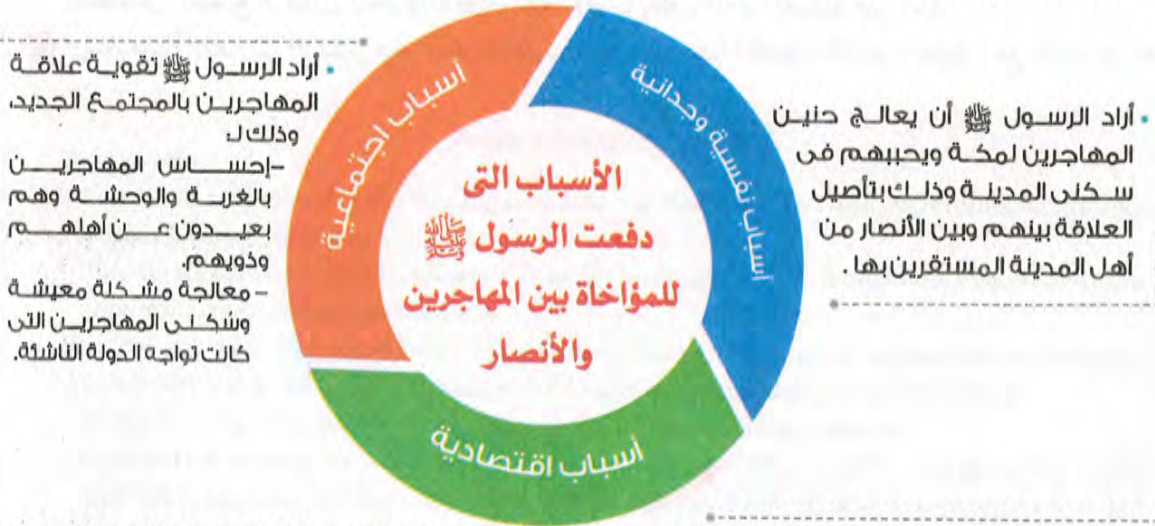 أسباب نفسية وجدانية
• أراد الرسول ﷺ أن يعالج حنين
المهاجرين لمكة ويحببهم فى
سكنى المدينة وذلك بتأصيل
العلاقة بينهم وبين الأنصار من
أهل المدينة المستقرين بها.
الأسباب التى
دفعت الرسول ﷺ
للمؤاخاة بين المهاجرين
والأنصار
أسباب اجتماعية
• أراد الرسول ﷺ تقوية علاقة
المهاجرين بالمجتمع الجديد،
وذلك لـ:
-إحساس المهاجرين
بالغربة والوحشة وهم
بعيدون عن أهلهم
وذويهم.
- معالجة مشكلة معيشة
وسُكنى المهاجرين التى
كانت تواجه الدولة الناشئة.
أسباب اقتصادية